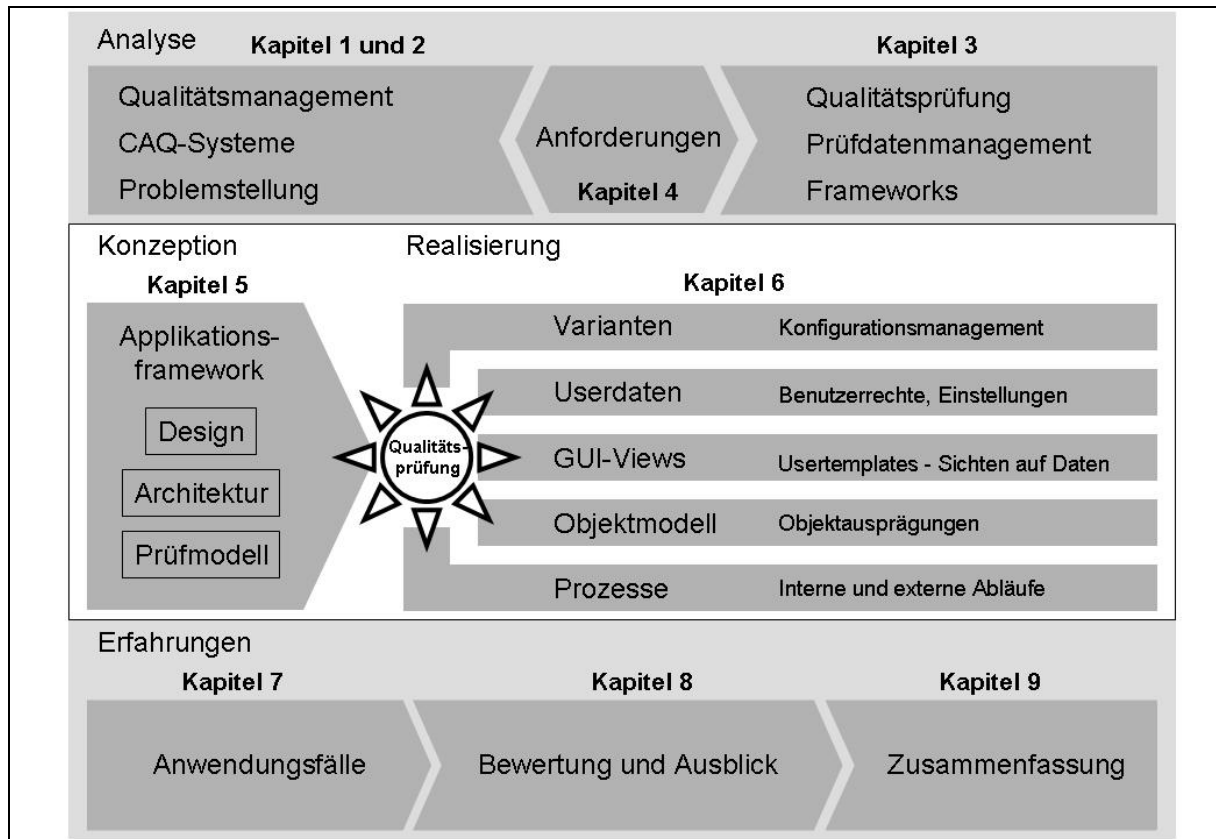 Analyse
Kapitel 1 und 2
Kapitel 3
Qualitätsmanagement
CAQ-Systeme
Problemstellung
Anforderungen
Kapitel 4
Qualitätsprüfung
Prüfdatenmanagement
Frameworks
Konzeption
Kapitel 5
Applikations-
framework
Design
Architektur
Prüfmodell
Qualitäts-
prüfung
Realisierung
Kapitel 6
Varianten Konfigurationsmanagement
Userdaten Benutzerrechte, Einstellungen
GUI-Views Usertemplates - Sichten auf Daten
Objektmodell Objektausprägungen
Prozesse Interne und externe Abläufe
Erfahrungen
Kapitel 7
Kapitel 8
Kapitel 9
Anwendungsfälle
Bewertung und Ausblick
Zusammenfassung